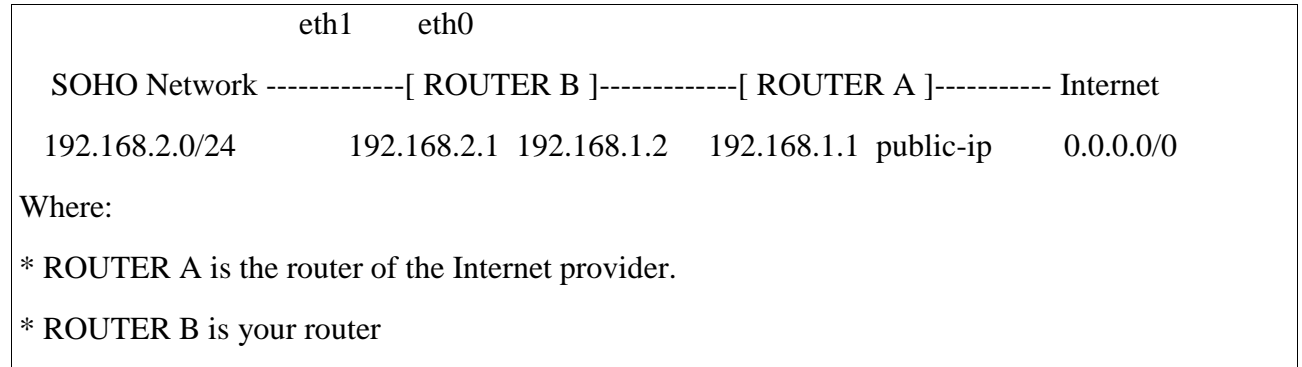 eth1 eth0
SOHO Network -------------[ ROUTER B ]-------------[ ROUTER A ]----------- Internet
192.168.2.0/24 192.168.2.1 192.168.1.2 192.168.1.1 public-ip 0.0.0.0/0
Where:
* ROUTER A is the router of the Internet provider.
* ROUTER B is your router